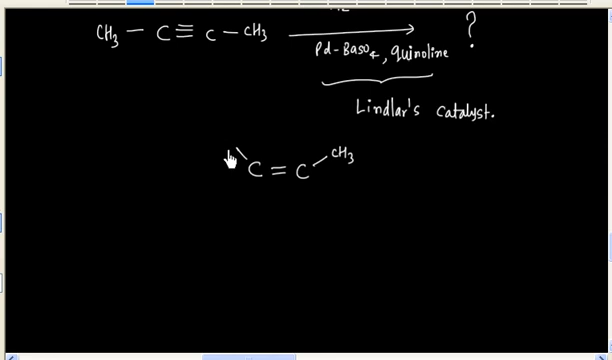 CH3 — C ≡ C — CH3 ?
Pd-BaSO4, Quinoline
Lindlar's catalyst.
CH3
C = C